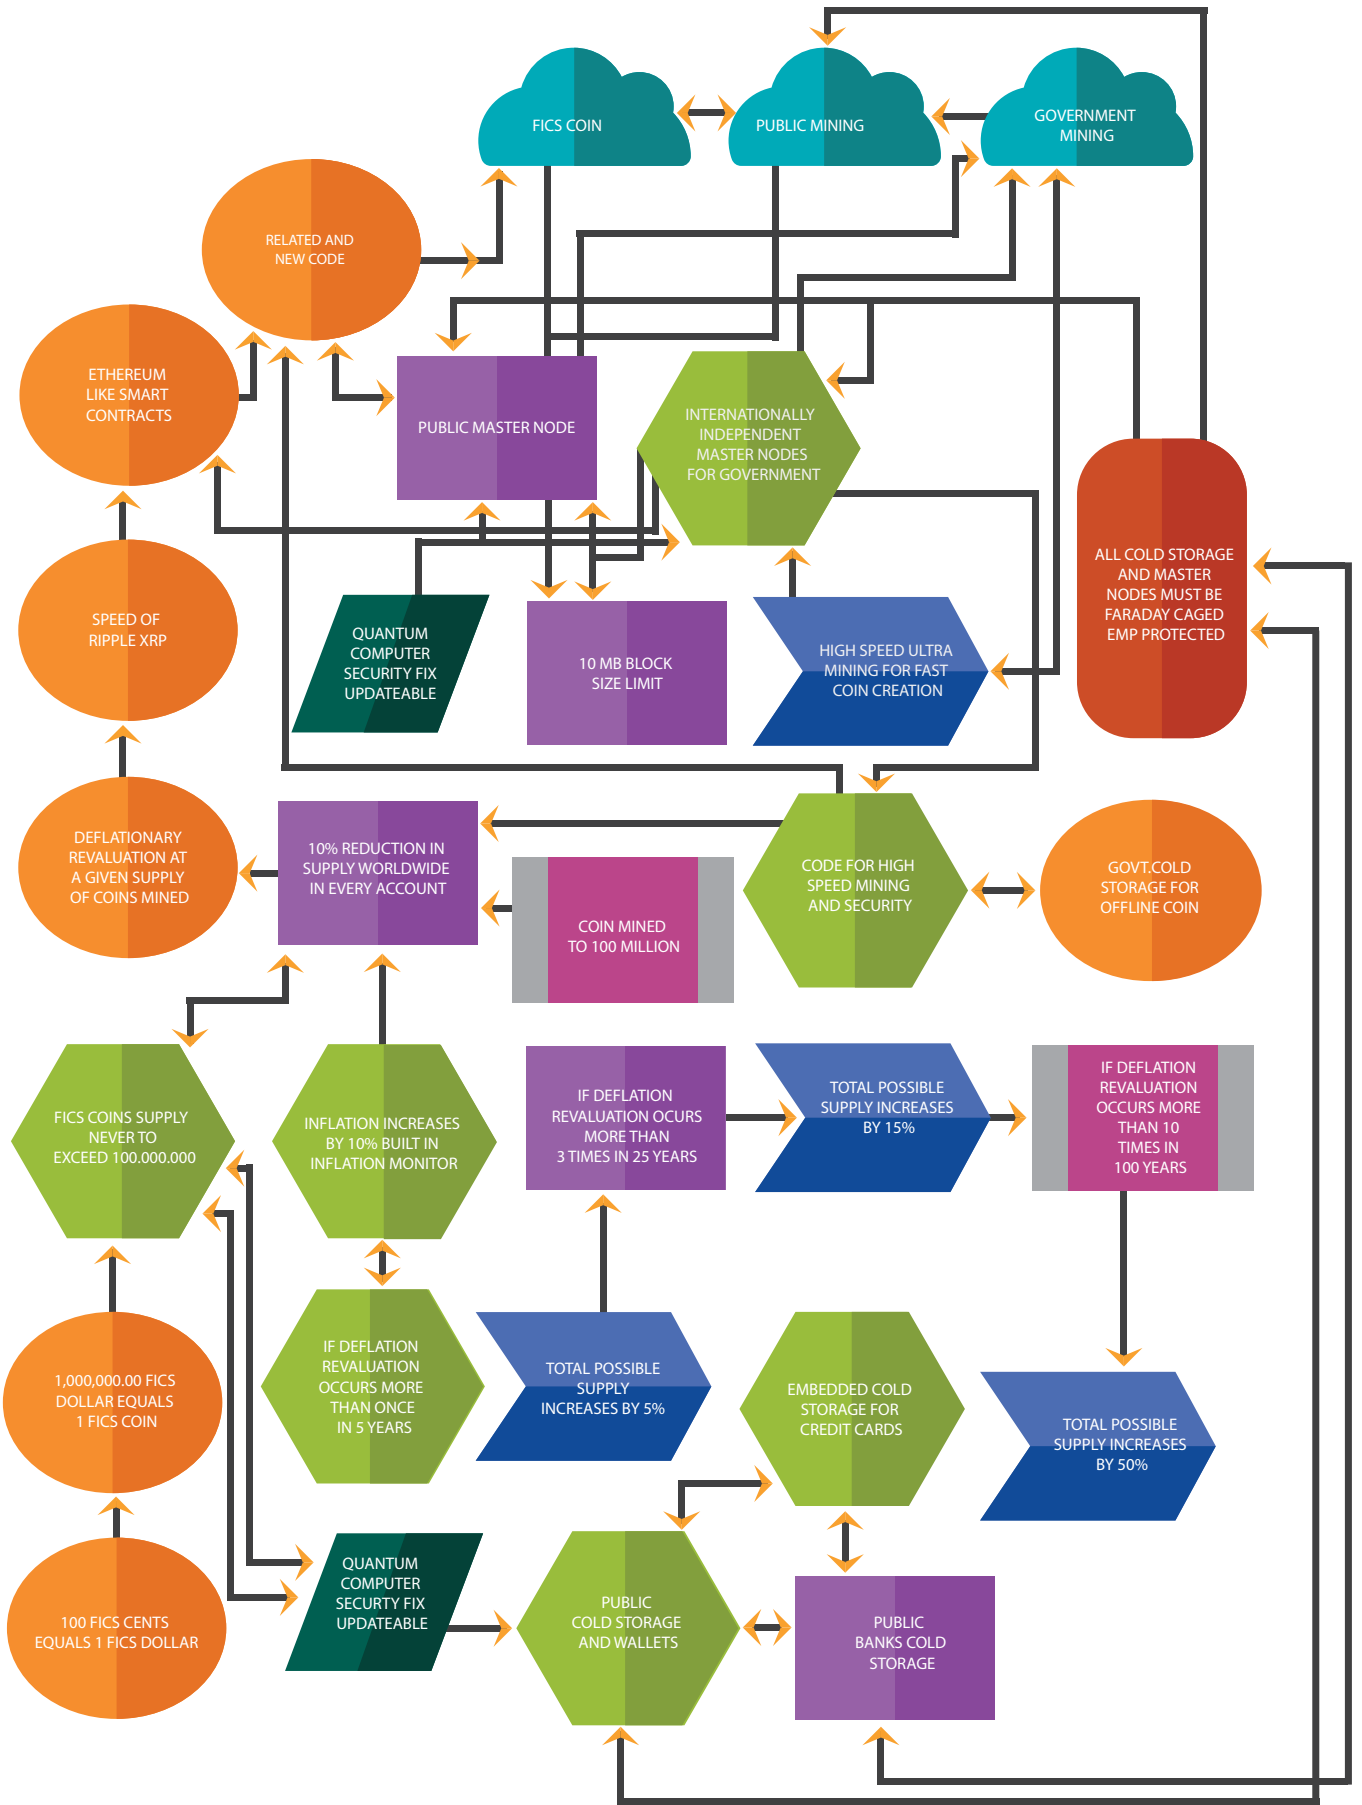 FICS COIN
PUBLIC MINING
GOVERNMENT
MINING
RELATED AND
NEW CODE
ETHEREUM
LIKE SMART
CONTRACTS
PUBLIC MASTER NODE
INTERNATIONALLY
INDEPENDENT
MASTER NODES
FOR GOVERNMENT
ALL COLD STORAGE
AND MASTER
NODES MUST BE
FARADAY CAGED
EMP PROTECTED
SPEED OF
RIPPLE XRP
QUANTUM
COMPUTER
SECURITY FIX
UPDATEABLE
10 MB BLOCK
SIZE LIMIT
HIGH SPEED ULTRA
MINING FOR FAST
COIN CREATION
DEFLATIONARY
REVALUATION AT
A GIVEN SUPPLY
OF COINS MINED
10% REDUCTION IN
SUPPLY WORLDWIDE
IN EVERY ACCOUNT
COIN MINED
TO 100 MILLION
CODE FOR HIGH
SPEED MINING
AND SECURITY
GOVT.COLD
STORAGE FOR
OFFLINE COIN
FICS COINS SUPPLY
NEVER TO
EXCEED 100.000.000
INFLATION INCREASES
BY 10% BUILT IN
INFLATION MONITOR
IF DEFLATION
REVALUATION OCURS
MORE THAN
3 TIMES IN 25 YEARS
TOTAL POSSIBLE
SUPPLY INCREASES
BY 15%
IF DEFLATION
REVALUATION
OCCURS MORE
THAN 10
TIMES IN
100 YEARS
1,000,000.00 FICS
DOLLAR EQUALS
1 FICS COIN
IF DEFLATION
REVALUATION
OCCURS MORE
THAN ONCE
IN 5 YEARS
TOTAL POSSIBLE
SUPPLY
INCREASES BY 5%
EMBEDDED COLD
STORAGE FOR
CREDIT CARDS
TOTAL POSSIBLE
SUPPLY INCREASES
BY 50%
100 FICS CENTS
EQUALS 1 FICS DOLLAR
QUANTUM
COMPUTER
SECURTY FIX
UPDATEABLE
PUBLIC
COLD STORAGE
AND WALLETS
PUBLIC
BANKS COLD
STORAGE